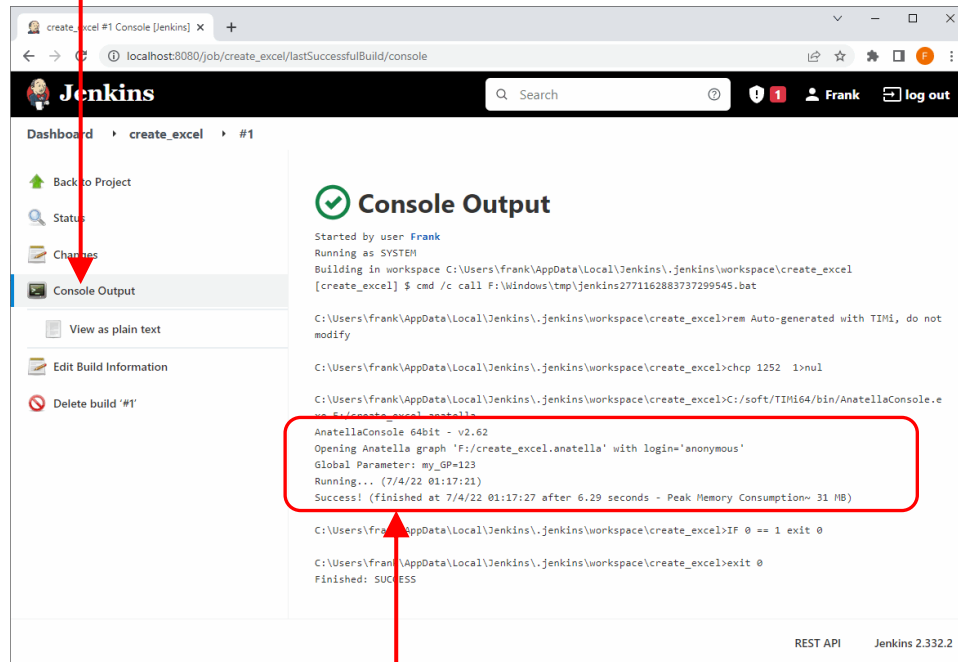 create_excel #1 Console [Jenkins]
localhost:8080/job/create_excel/lastSuccessfulBuild/console
F
Jenkins
Search
1
Frank
log out
Dashboard
create_excel
#1
Back to Project
Status
Changes
Console Output
View as plain text
Edit Build Information
Delete build '#1'
Console Output
Started by user Frank
Running as SYSTEM
Building in workspace C:\Users\frank\AppData\Local\Jenkins\.jenkins\workspace\create_excel
[create_excel] $ cmd /c call F:\Windows\tmp\jenkins2771162883737299545.bat
C:\Users\frank\AppData\Local\Jenkins\.jenkins\workspace\create_excel>rem Auto-generated with TIMi, do not
modify
C:\Users\frank\AppData\Local\Jenkins\.jenkins\workspace\create_excel>chcp 1252  1>nul
C:\Users\frank\AppData\Local\Jenkins\.jenkins\workspace\create_excel>C:/soft/TIMi64/bin/AnatellaConsole.e
xe F:/create_excel.anatella
AnatellaConsole 64bit - v2.62
Opening Anatella graph 'F:/create_excel.anatella' with login='anonymous'
Global Parameter: my_GP=123
Running... (7/4/22 01:17:21)
Success! (finished at 7/4/22 01:17:27 after 6.29 seconds - Peak Memory Consumption~ 31 MB)
C:\Users\frank\AppData\Local\Jenkins\.jenkins\workspace\create_excel>IF 0 == 1 exit 0
C:\Users\frank\AppData\Local\Jenkins\.jenkins\workspace\create_excel>exit 0
Finished: SUCCESS
REST API
Jenkins 2.332.2